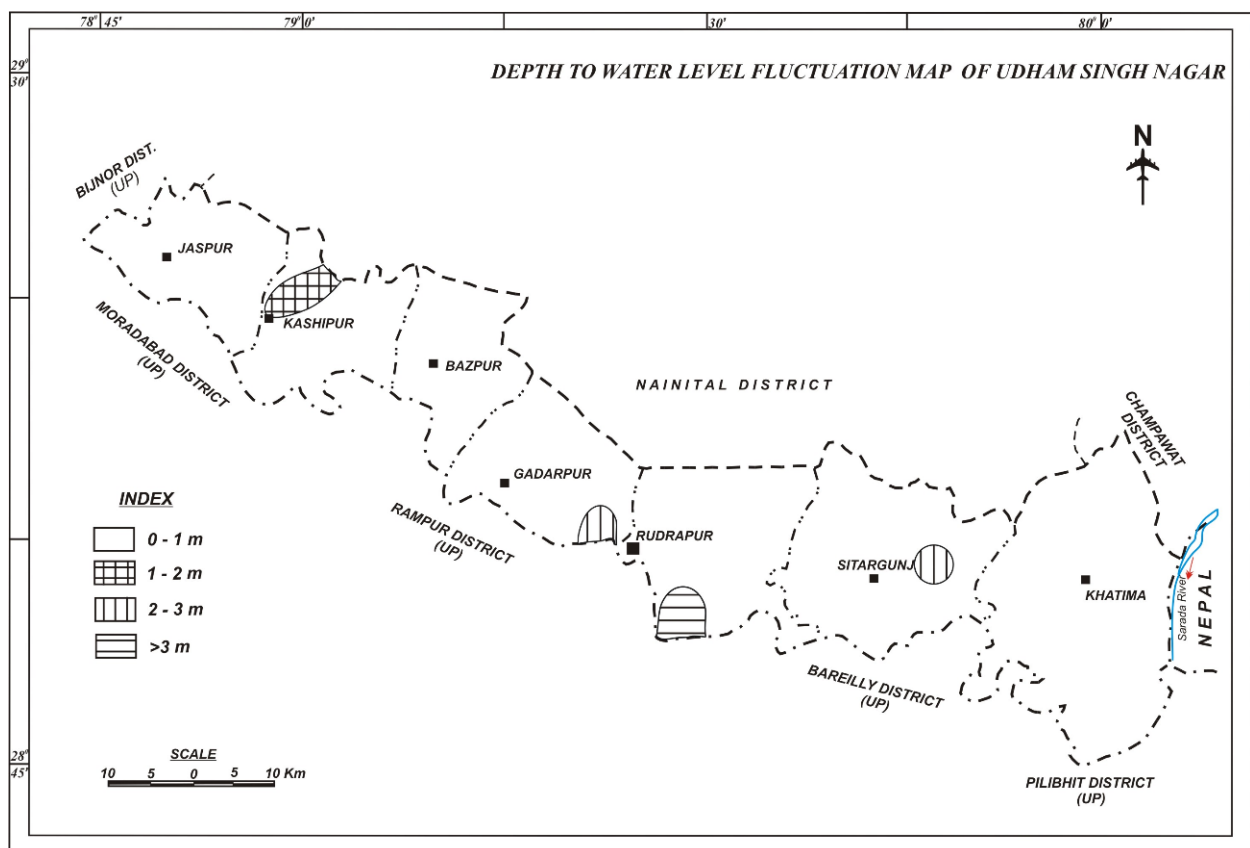 78° 45'
79° 0'
30'
80° 0'
29°
30'
DEPTH TO WATER LEVEL FLUCTUATION MAP OF UDHAM SINGH NAGAR
N
BIJNOR DIST.
(UP)
JASPUR
KASHIPUR
MORADABAD DISTRICT
(UP)
BAZPUR
NAINITAL DISTRICT
CHAMPAWAT
DISTRICT
GADARPUR
RAMPUR DISTRICT
(UP)
RUDRAPUR
SITARGUNJ
KHATIMA
Sarada River
NEPAL
INDEX
0 - 1 m
1 - 2 m
2 - 3 m
>3 m
BAREILLY DISTRICT
(UP)
PILIBHIT DISTRICT
(UP)
SCALE
10 5 0 5 10 Km
28°
45'